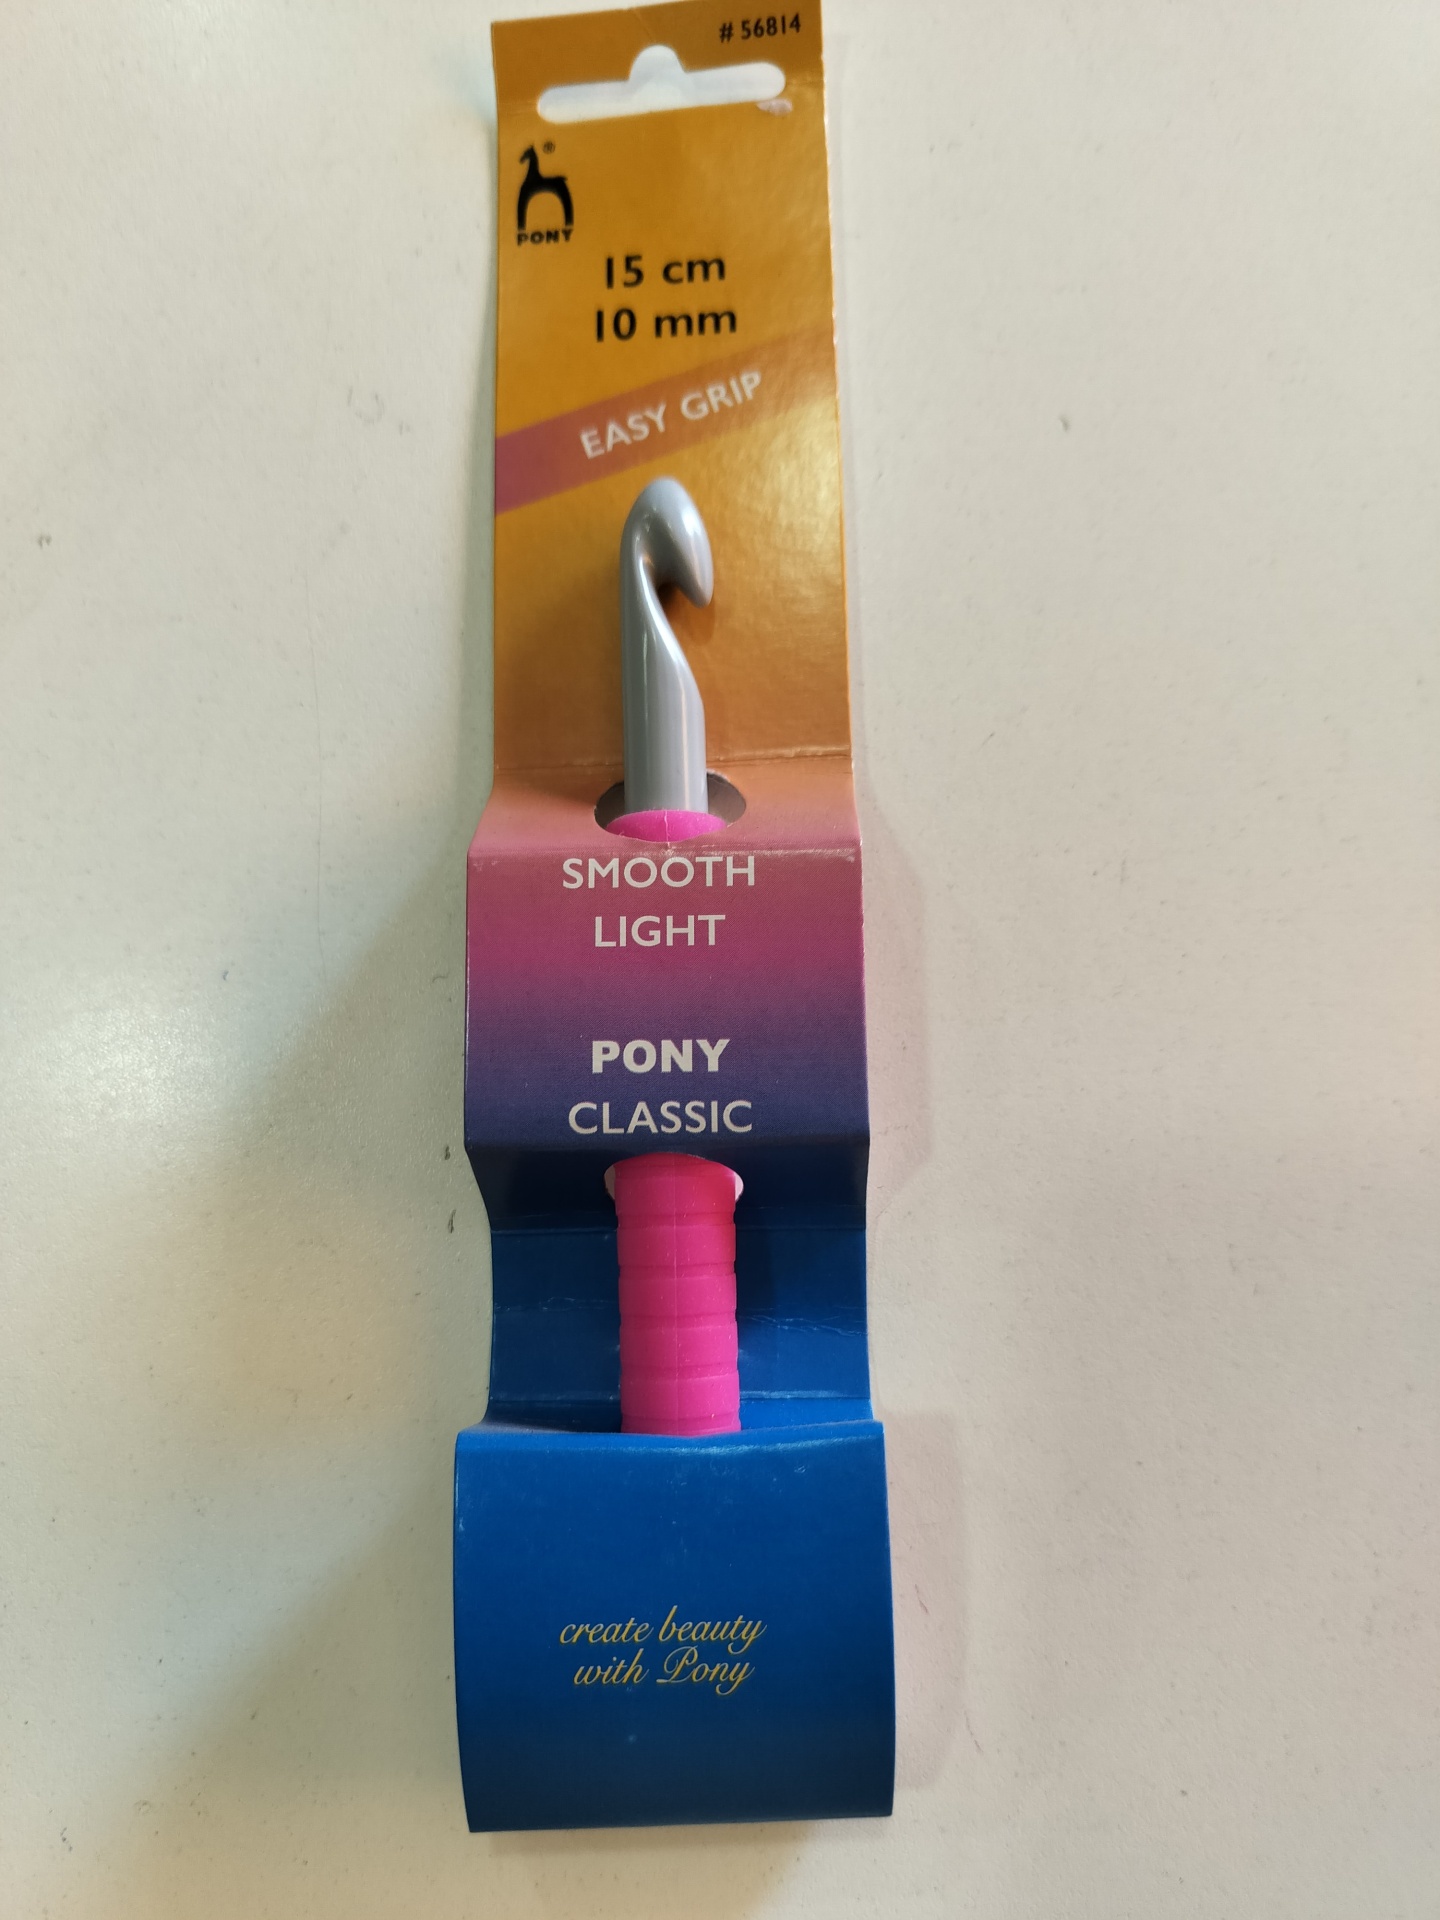 # 56814
®
PONY
15 cm
10 mm
EASY GRIP
SMOOTH
LIGHT
PONY
CLASSIC
create beauty
with Pony